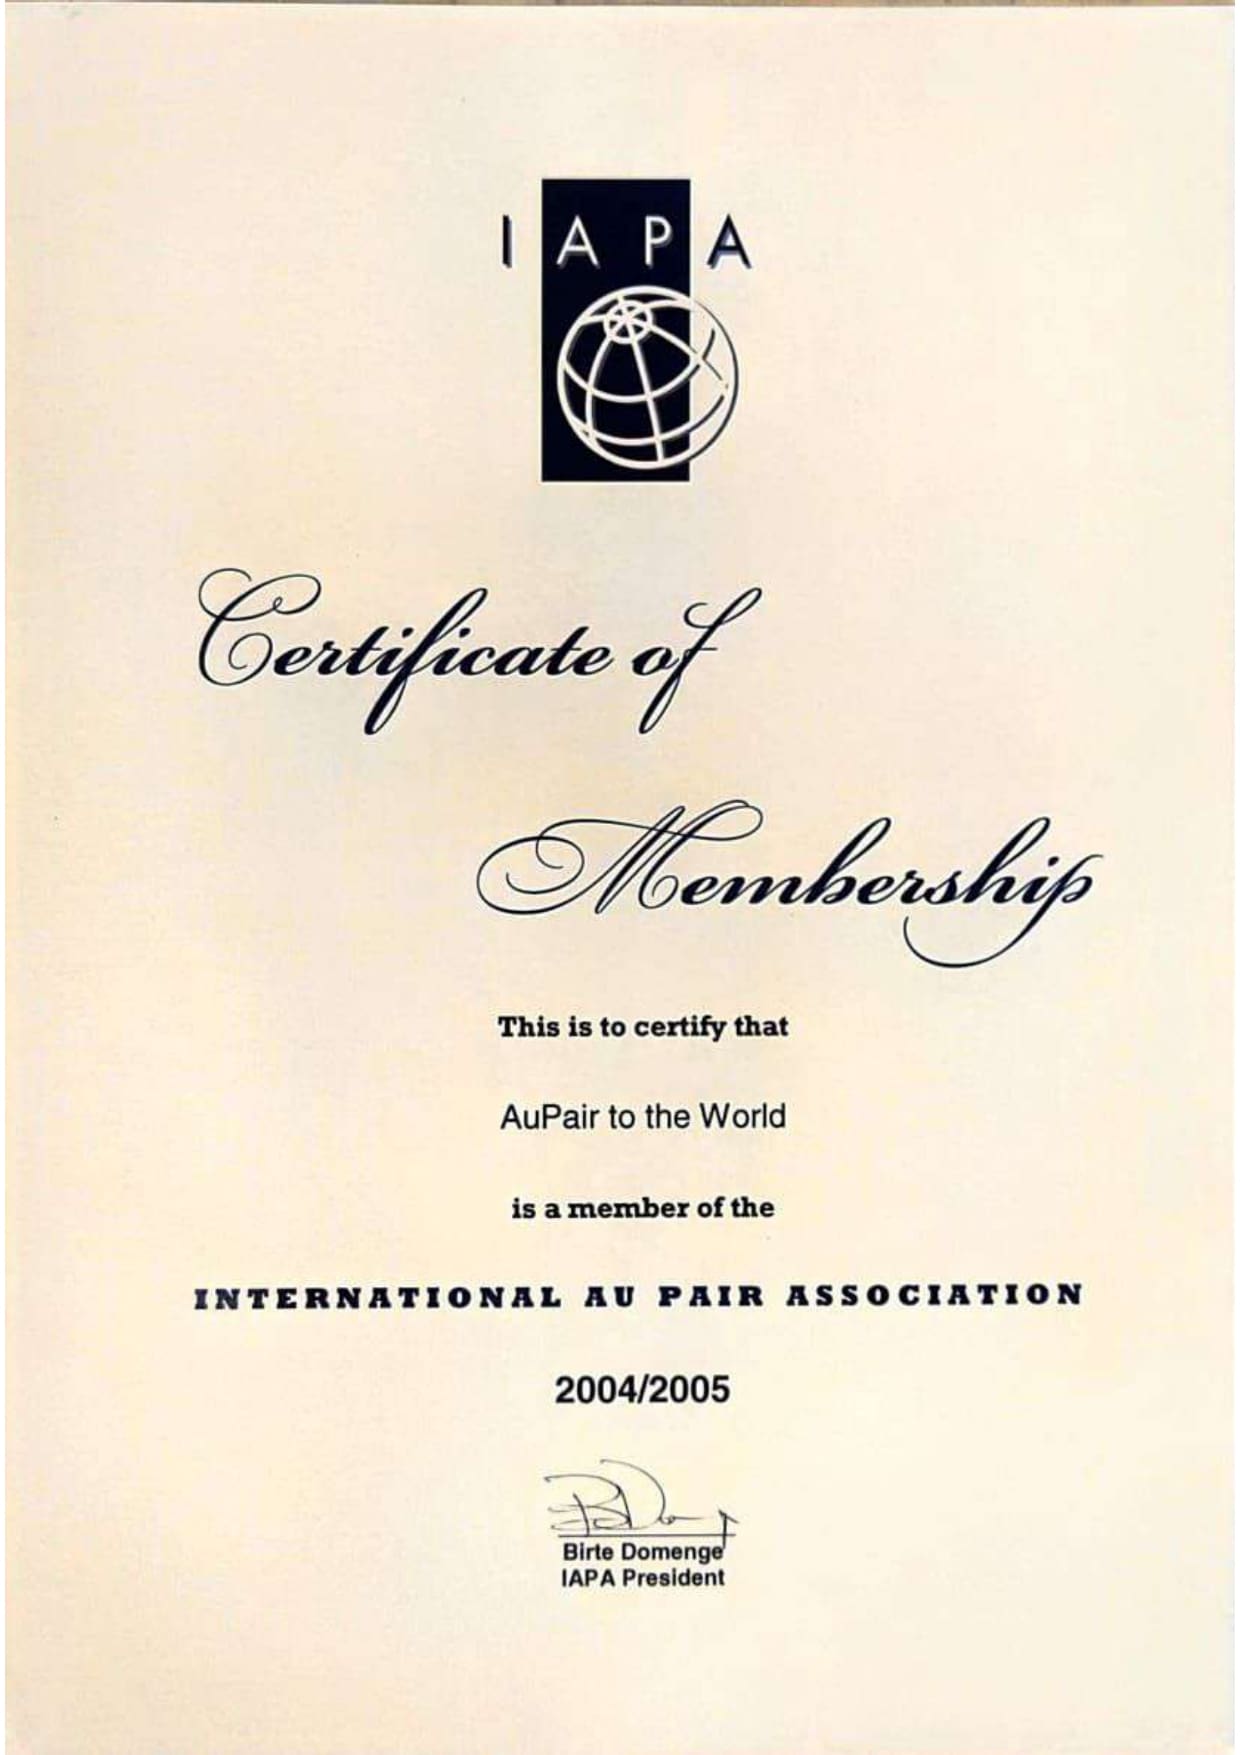 IAPA
Certificate of
Membership
This is to certify that
AuPair to the World
is a member of the
INTERNATIONAL AU PAIR ASSOCIATION
2004/2005
Birte Domenge
IAPA President